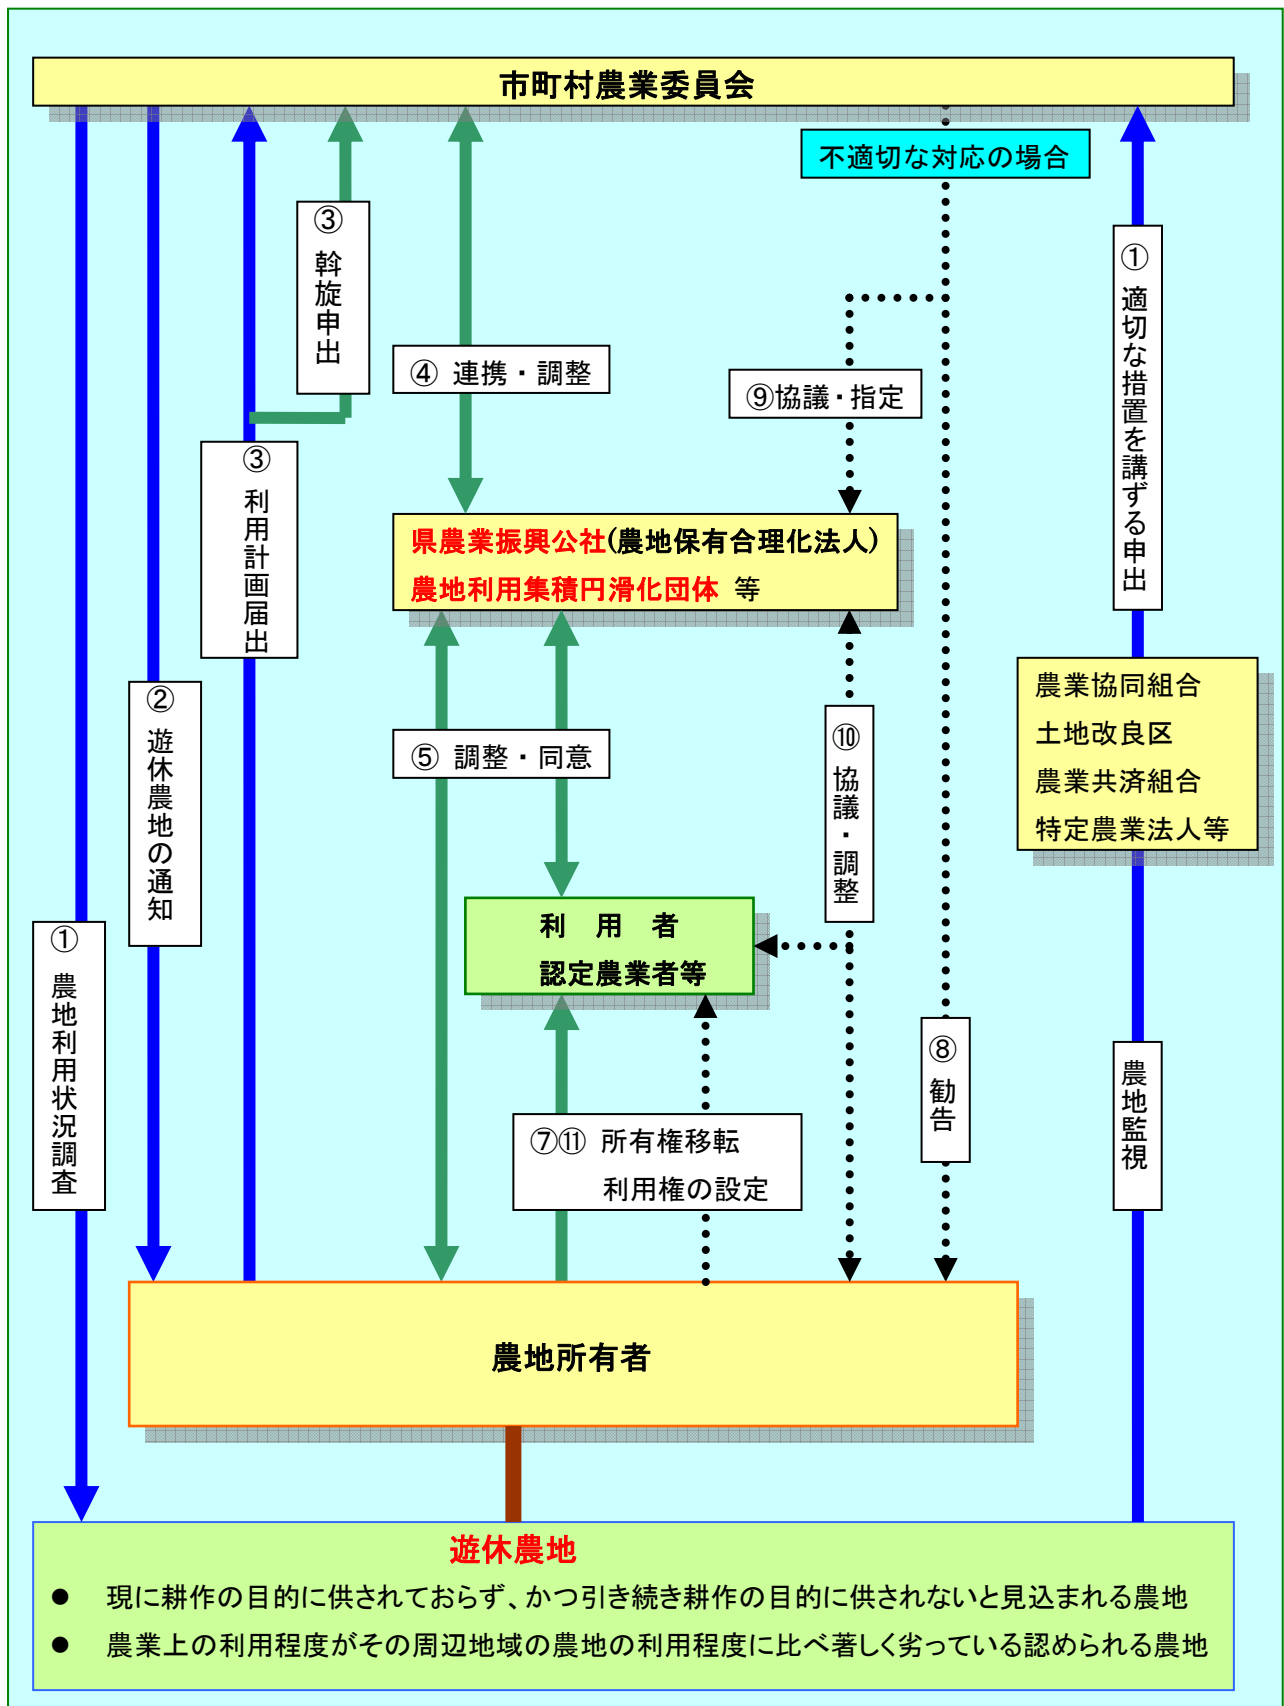 市町村農業委員会
不適切な対応の場合
③ 斡旋申出
① 適切な措置を講ずる申出
④ 連携・調整
⑨協議・指定
③ 利用計画届出
県農業振興公社(農地保有合理化法人)
農地利用集積円滑化団体 等
② 遊休農地の通知
農業協同組合
土地改良区
農業共済組合
特定農業法人等
⑤ 調整・同意
⑩ 協議・調整
利 用 者
認定農業者等
① 農地利用状況調査
⑧ 勧告
農地監視
⑦⑪ 所有権移転
利用権の設定
農地所有者
遊休農地
● 現に耕作の目的に供されておらず、かつ引き続き耕作の目的に供されないと見込まれる農地
● 農業上の利用程度がその周辺地域の農地の利用程度に比べ著しく劣っている認められる農地